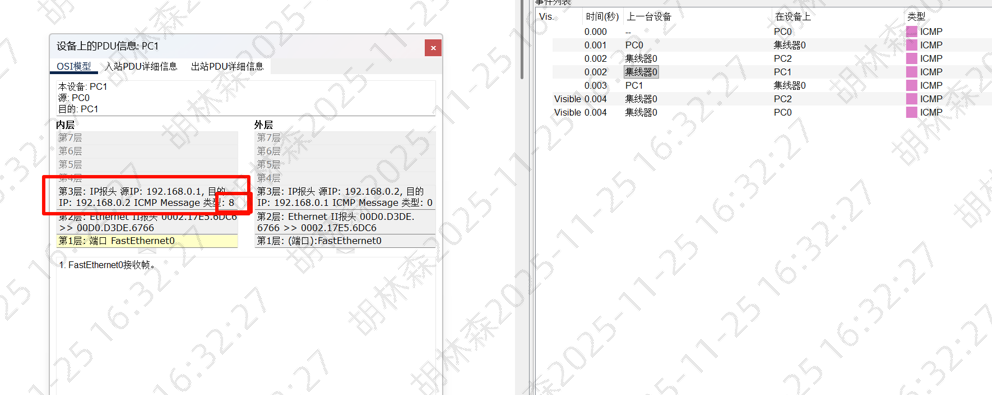 事件列表
Vis. 时间(秒) 上一台设备 在设备上 类型
0.000 -- PC0 ICMP
0.001 PC0 集线器0 ICMP
0.002 集线器0 PC2 ICMP
0.002 集线器0 PC1 ICMP
0.003 PC1 集线器0 ICMP
Visible 0.004 集线器0 PC2 ICMP
Visible 0.004 集线器0 PC0 ICMP
设备上的PDU信息: PC1
OSI模型 入站PDU详细信息 出站PDU详细信息
本设备: PC1
源: PC0
目的: PC1
内层
第7层
第6层
第5层
第4层
第3层: IP报头 源IP: 192.168.0.1, 目的
IP: 192.168.0.2 ICMP Message 类型: 8
第2层: Ethernet II报头 0002.17E5.6DC6
>> 00D0.D3DE.6766
第1层: 端口 FastEthernet0
外层
第7层
第6层
第5层
第4层
第3层: IP报头 源IP: 192.168.0.2, 目的
IP: 192.168.0.1 ICMP Message 类型: 0
第2层: Ethernet II报头 00D0.D3DE.
6766 >> 0002.17E5.6DC6
第1层: (端口):FastEthernet0
1. FastEthernet0接收帧。
胡林森2025-11-25 16:32:27